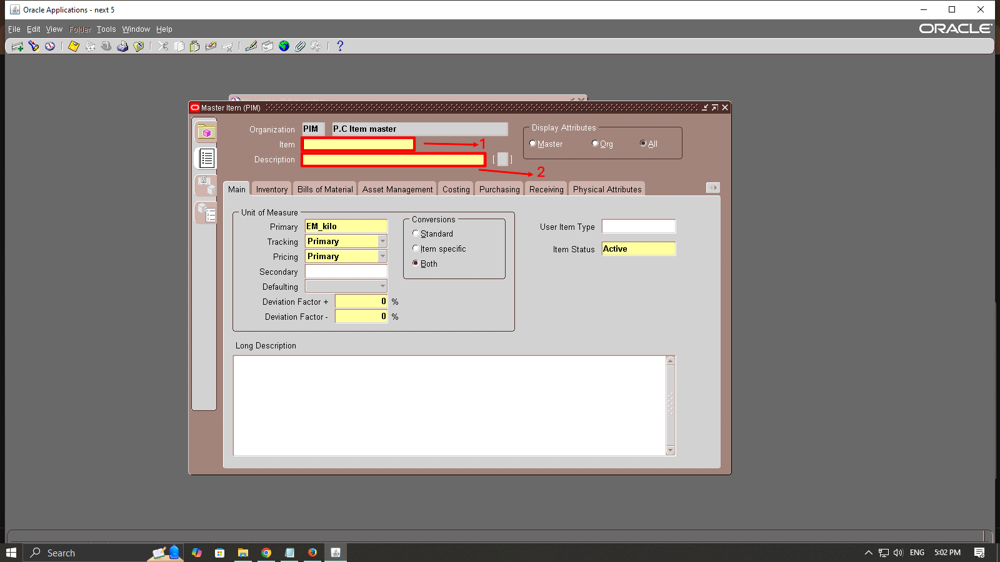 Oracle Applications - next 5
File Edit View Folder Tools Window Help
ORACLE
Master Item (PIM)
Organization PIM P.C Item master
Item
1
Description [ ]
2
Display Attributes
Master Org All
Main Inventory Bills of Material Asset Management Costing Purchasing Receiving Physical Attributes
Unit of Measure
Primary EM_kilo
Tracking Primary
Pricing Primary
Secondary
Defaulting
Deviation Factor + 0 %
Deviation Factor - 0 %
Conversions
Standard
Item specific
Both
User Item Type
Item Status Active
Long Description
Search
ENG 5:02 PM